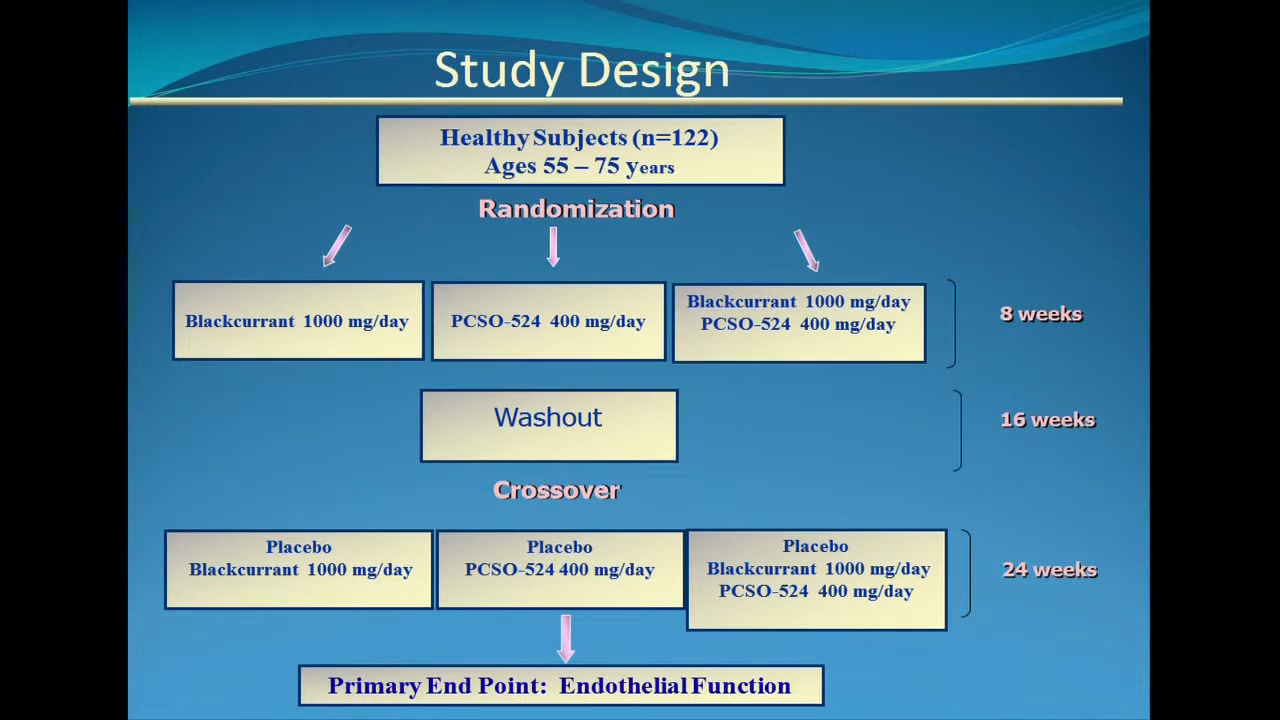 Study Design
Healthy Subjects (n=122)
Ages 55 – 75 years
Randomization
Blackcurrant 1000 mg/day
PCSO-524 400 mg/day
Blackcurrant 1000 mg/day
PCSO-524 400 mg/day
8 weeks
Washout
16 weeks
Crossover
Placebo
Blackcurrant 1000 mg/day
Placebo
PCSO-524 400 mg/day
Placebo
Blackcurrant 1000 mg/day
PCSO-524 400 mg/day
24 weeks
Primary End Point: Endothelial Function